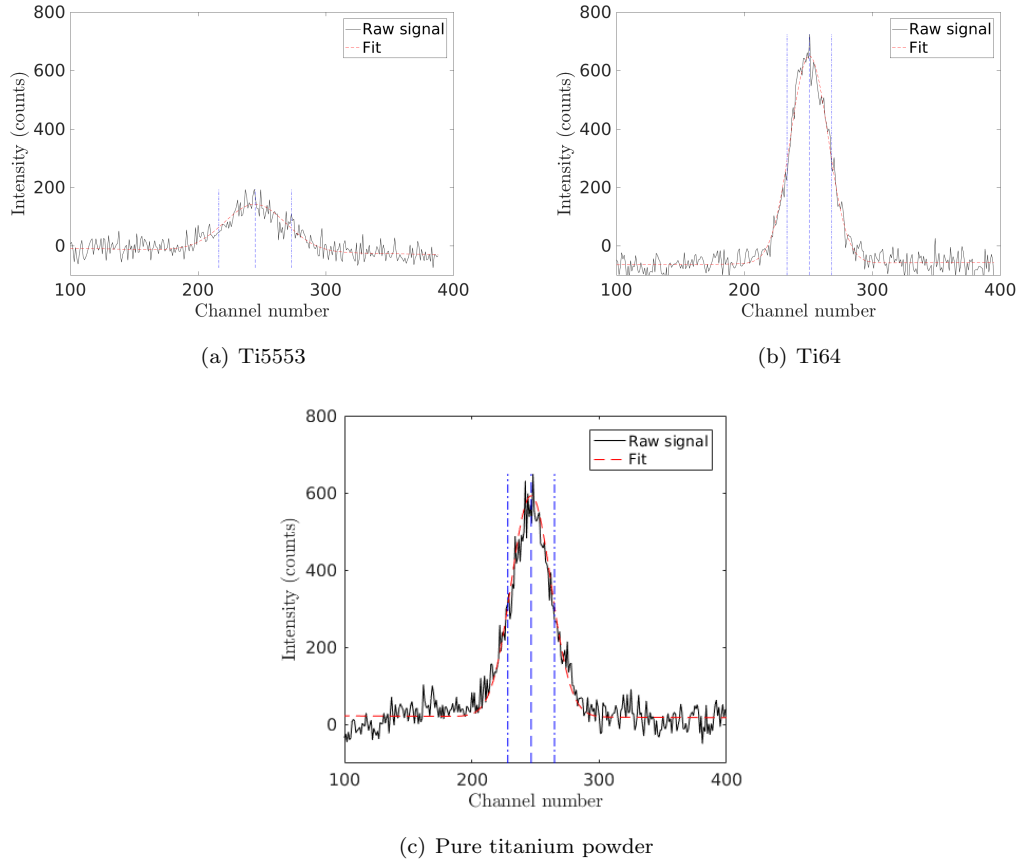 800
600
400
200
0
100 200 300 400
Intensity (counts)
Channel number
Raw signal
Fit
(a) Ti5553
800
600
400
200
0
100 200 300 400
Intensity (counts)
Channel number
Raw signal
Fit
(b) Ti64
800
600
400
200
0
100 200 300 400
Intensity (counts)
Channel number
Raw signal
Fit
(c) Pure titanium powder